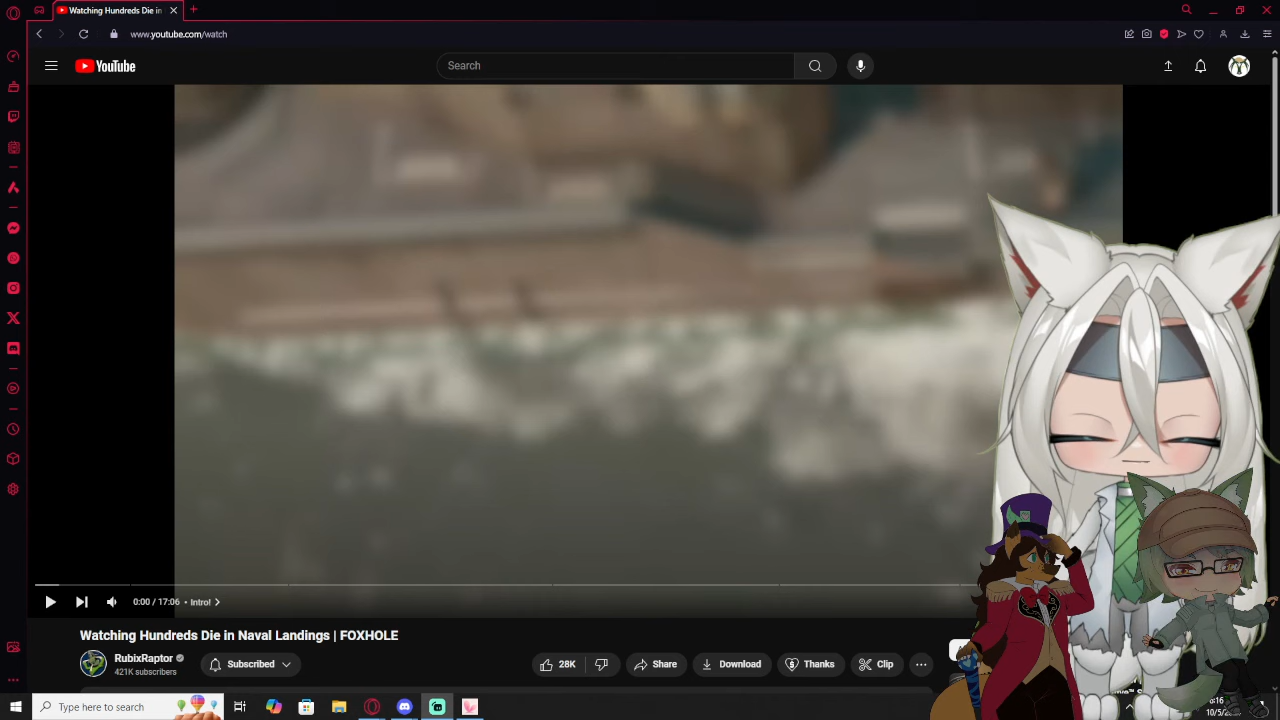 Watching Hundreds Die in
www.youtube.com/watch
YouTube
Search
0:00 / 17:06 • Intro!
Watching Hundreds Die in Naval Landings | FOXHOLE
RubixRaptor
421K subscribers
Subscribed
28K
Share
Download
Thanks
Clip
Type here to search